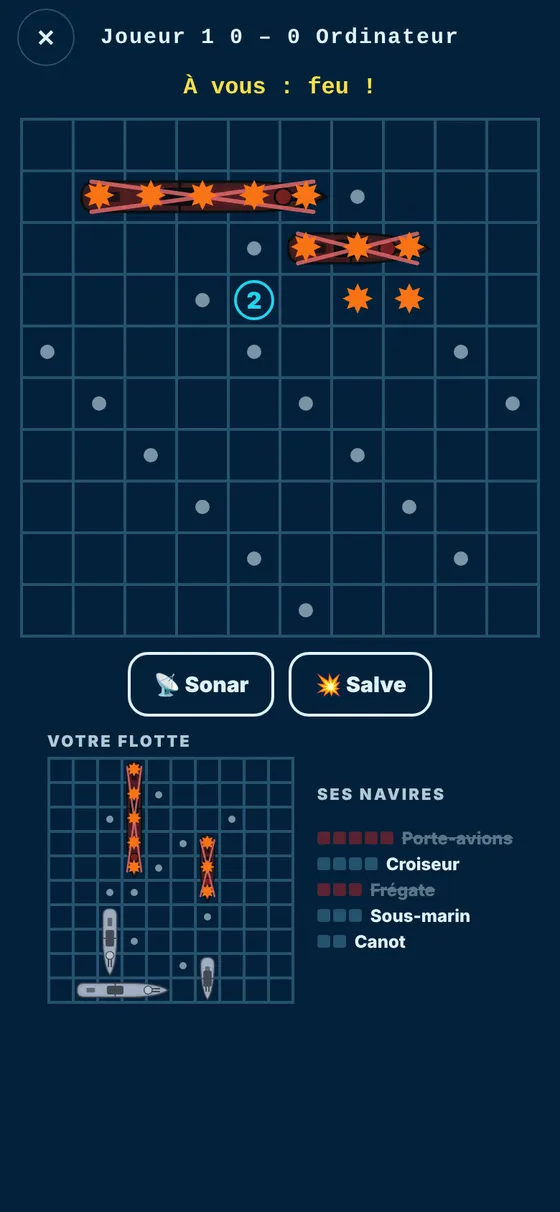 × Joueur 1 0 – 0 Ordinateur
À vous : feu !
2
Sonar
Salve
VOTRE FLOTTE
SES NAVIRES
Porte-avions
Croiseur
Frégate
Sous-marin
Canot